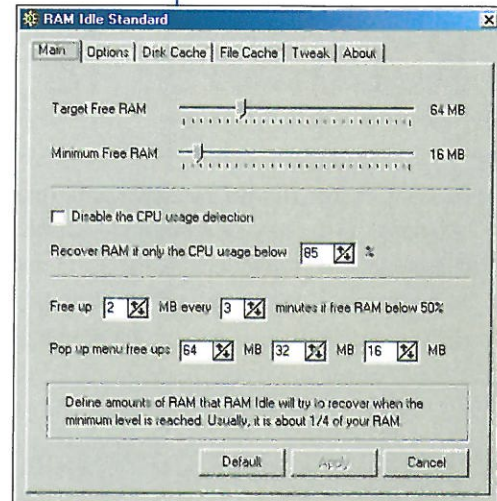 RAM Idle Standard
Main Options Disk Cache File Cache Tweak About
Target Free RAM 64 MB
Minimum Free RAM 16 MB
Disable the CPU usage detection
Recover RAM if only the CPU usage below 85 %
Free up 2 MB every 3 minutes if free RAM below 50%
Pop up menu free ups 64 MB 32 MB 16 MB
Define amounts of RAM that RAM Idle will try to recover when the
minimum level is reached. Usually, it is about 1/4 of your RAM.
Default Apply Cancel